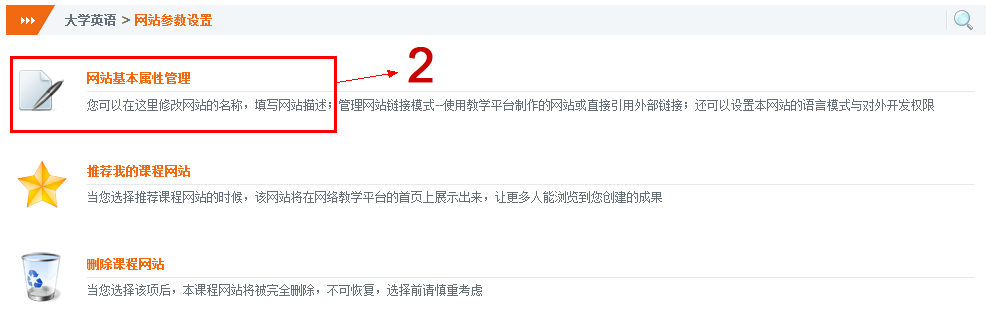 大学英语 > 网站参数设置
2
网站基本属性管理
您可以在这里修改网站的名称，填写网站描述；管理网站链接模式--使用教学平台制作的网站或直接引用外部链接；还可以设置本网站的语言模式与对外开发权限
推荐我的课程网站
当您选择推荐课程网站的时候，该网站将在网络教学平台的首页上展示出来，让更多人能浏览到您创建的成果
删除课程网站
当您选择该项后，本课程网站将被完全删除，不可恢复，选择前请慎重考虑